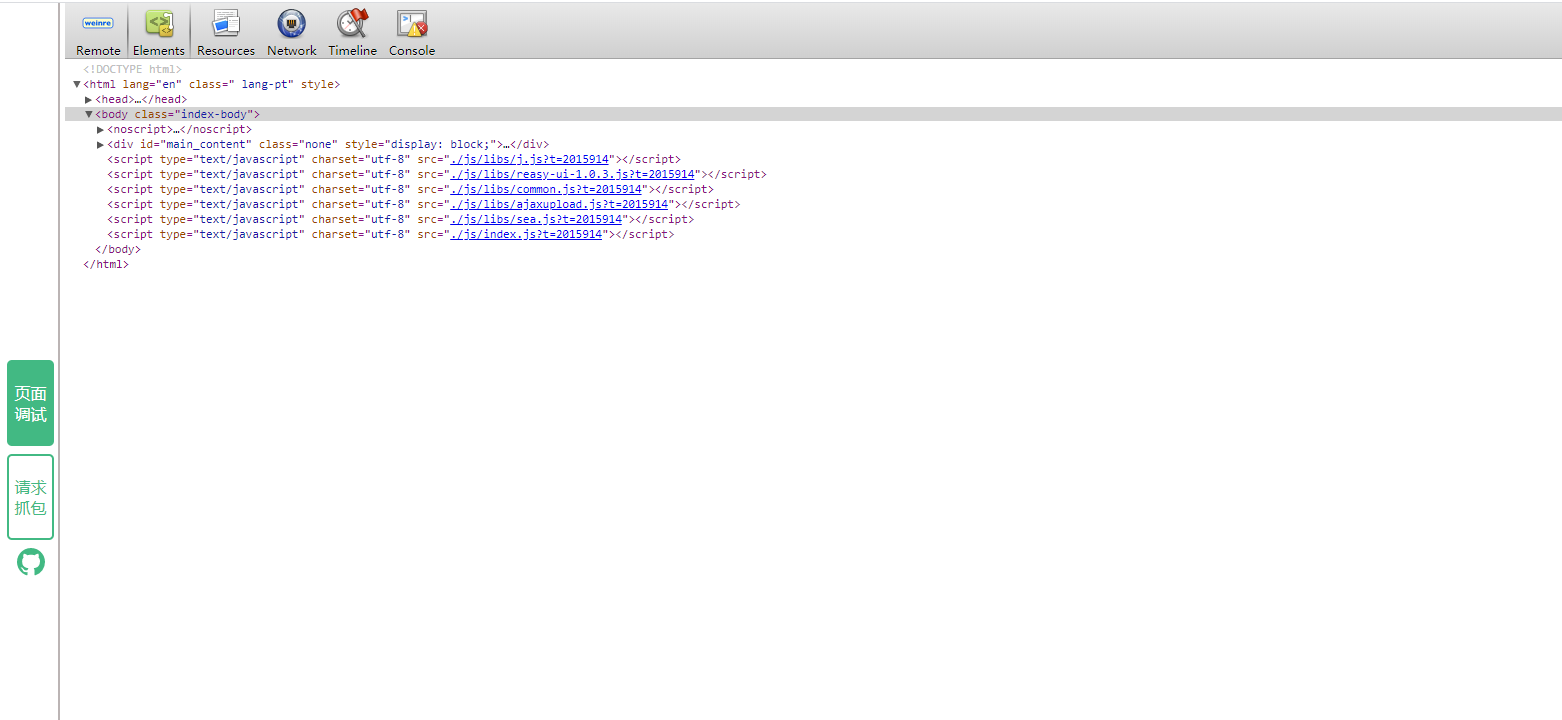 weinre
Remote Elements Resources Network Timeline Console
<!DOCTYPE html>
▼<html lang="en" class=" lang-pt" style>
▶<head>…</head>
▼<body class="index-body">
▶<noscript>…</noscript>
▶<div id="main_content" class="none" style="display: block;">…</div>
<script type="text/javascript" charset="utf-8" src="./js/libs/j.js?t=2015914"></script>
<script type="text/javascript" charset="utf-8" src="./js/libs/reasy-ui-1.0.3.js?t=2015914"></script>
<script type="text/javascript" charset="utf-8" src="./js/libs/common.js?t=2015914"></script>
<script type="text/javascript" charset="utf-8" src="./js/libs/ajaxupload.js?t=2015914"></script>
<script type="text/javascript" charset="utf-8" src="./js/libs/sea.js?t=2015914"></script>
<script type="text/javascript" charset="utf-8" src="./js/index.js?t=2015914"></script>
</body>
</html>
页面
调试
请求
抓包